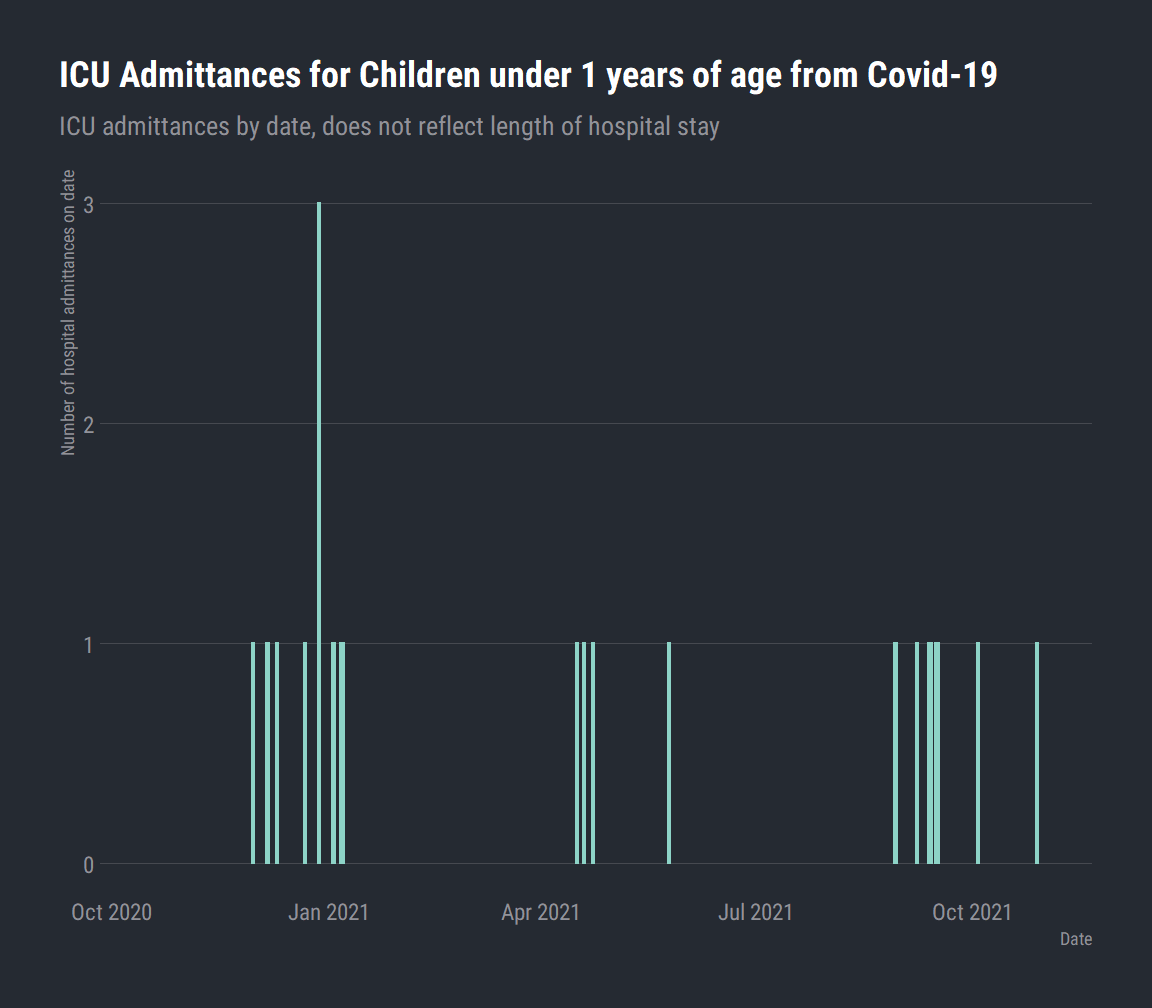 ICU Admittances for Children under 1 years of age from Covid-19
ICU admittances by date, does not reflect length of hospital stay
Number of hospital admittances on date
3
2
1
0
Oct 2020 Jan 2021 Apr 2021 Jul 2021 Oct 2021
Date